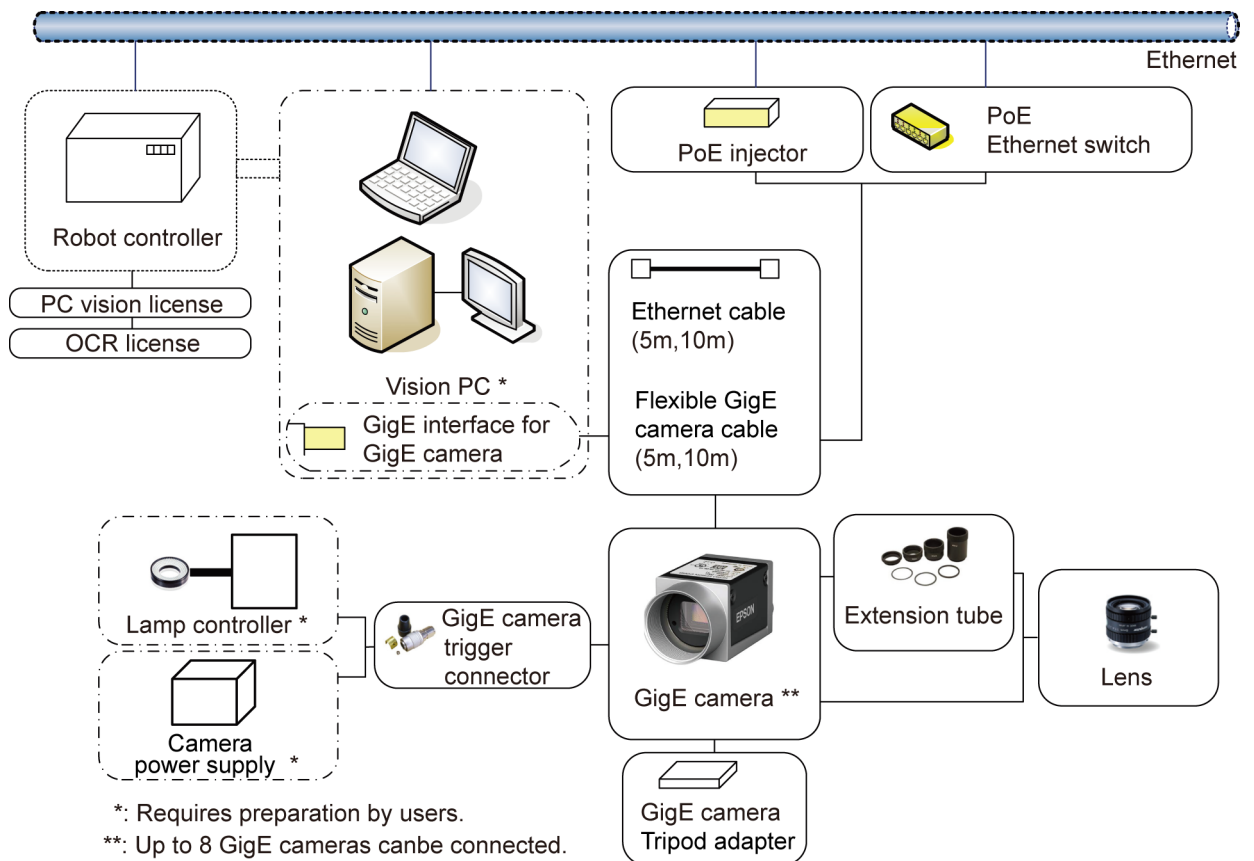 Ethernet
Robot controller
PC vision license
OCR license
Vision PC *
GigE interface for
GigE camera
PoE injector
PoE
Ethernet switch
Ethernet cable
(5m,10m)
Flexible GigE
camera cable
(5m,10m)
Lamp controller *
Camera
power supply *
GigE camera
trigger
connector
EPSON
GigE camera **
Extension tube
Lens
GigE camera
Tripod adapter
*: Requires preparation by users.
**: Up to 8 GigE cameras canbe connected.